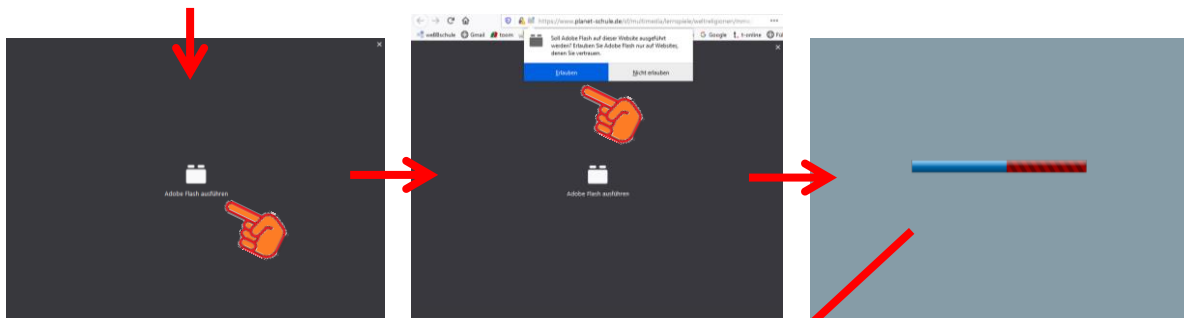 https://www.planet-schule.de/sf/multimedia/lernspiele/weltreligionen/mme/
Gmail toom
Google t-online
Soll Adobe Flash auf dieser Website ausgeführt
werden? Erlauben Sie Adobe Flash nur auf Websites,
denen Sie vertrauen.
Erlauben Nicht erlauben
Adobe Flash ausführen
Adobe Flash ausführen